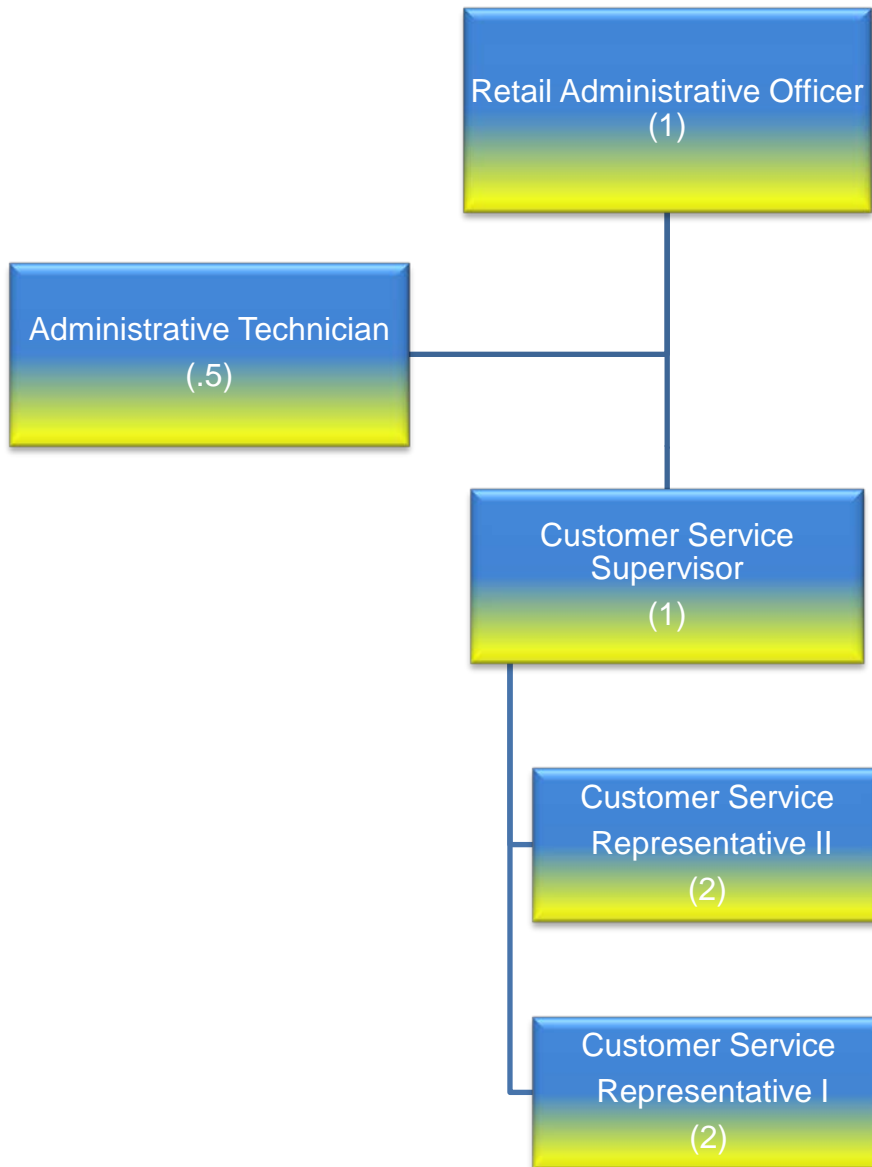 Retail Administrative Officer
(1)
Administrative Technician
(.5)
Customer Service
Supervisor
(1)
Customer Service
Representative II
(2)
Customer Service
Representative I
(2)